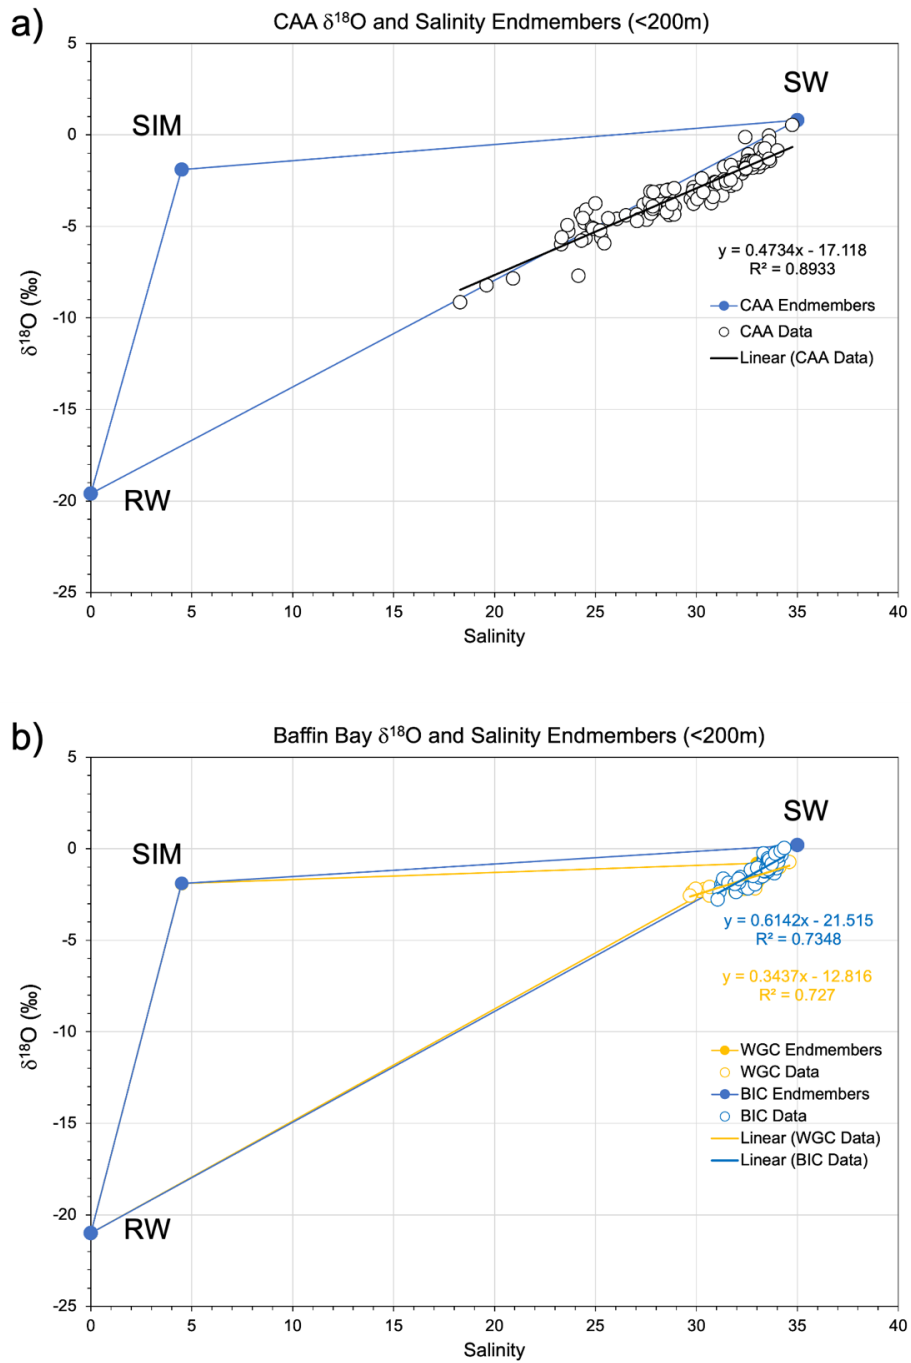 a)
CAA δ¹⁸O and Salinity Endmembers (<200m)
5
SW
SIM
0
-5
y = 0.4734x - 17.118
R² = 0.8933
CAA Endmembers
CAA Data
Linear (CAA Data)
δ¹⁸O (‰)
-10
-15
-20
RW
-25
0 5 10 15 20 25 30 35 40
Salinity
b)
Baffin Bay δ¹⁸O and Salinity Endmembers (<200m)
5
SW
SIM
0
-5
y = 0.6142x - 21.515
R² = 0.7348
y = 0.3437x - 12.816
R² = 0.727
δ¹⁸O (‰)
-10
WGC Endmembers
WGC Data
BIC Endmembers
BIC Data
Linear (WGC Data)
Linear (BIC Data)
-15
-20
RW
-25
0 5 10 15 20 25 30 35 40
Salinity